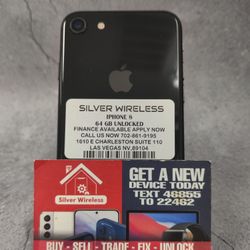 SILVER WIRELESS
IPHONE 8
64 GB UNLOCKED
FINANCE AVAILABLE APPLY NOW
CALL US NOW 702-861-9195
1610 E CHARLESTON SUITE 110
LAS VEGAS NV,89104
Silver Wireless
GET A NEW
DEVICE TODAY
TEXT 46855
TO 22462
BUY - SELL - TRADE - FIX - UNLOCK